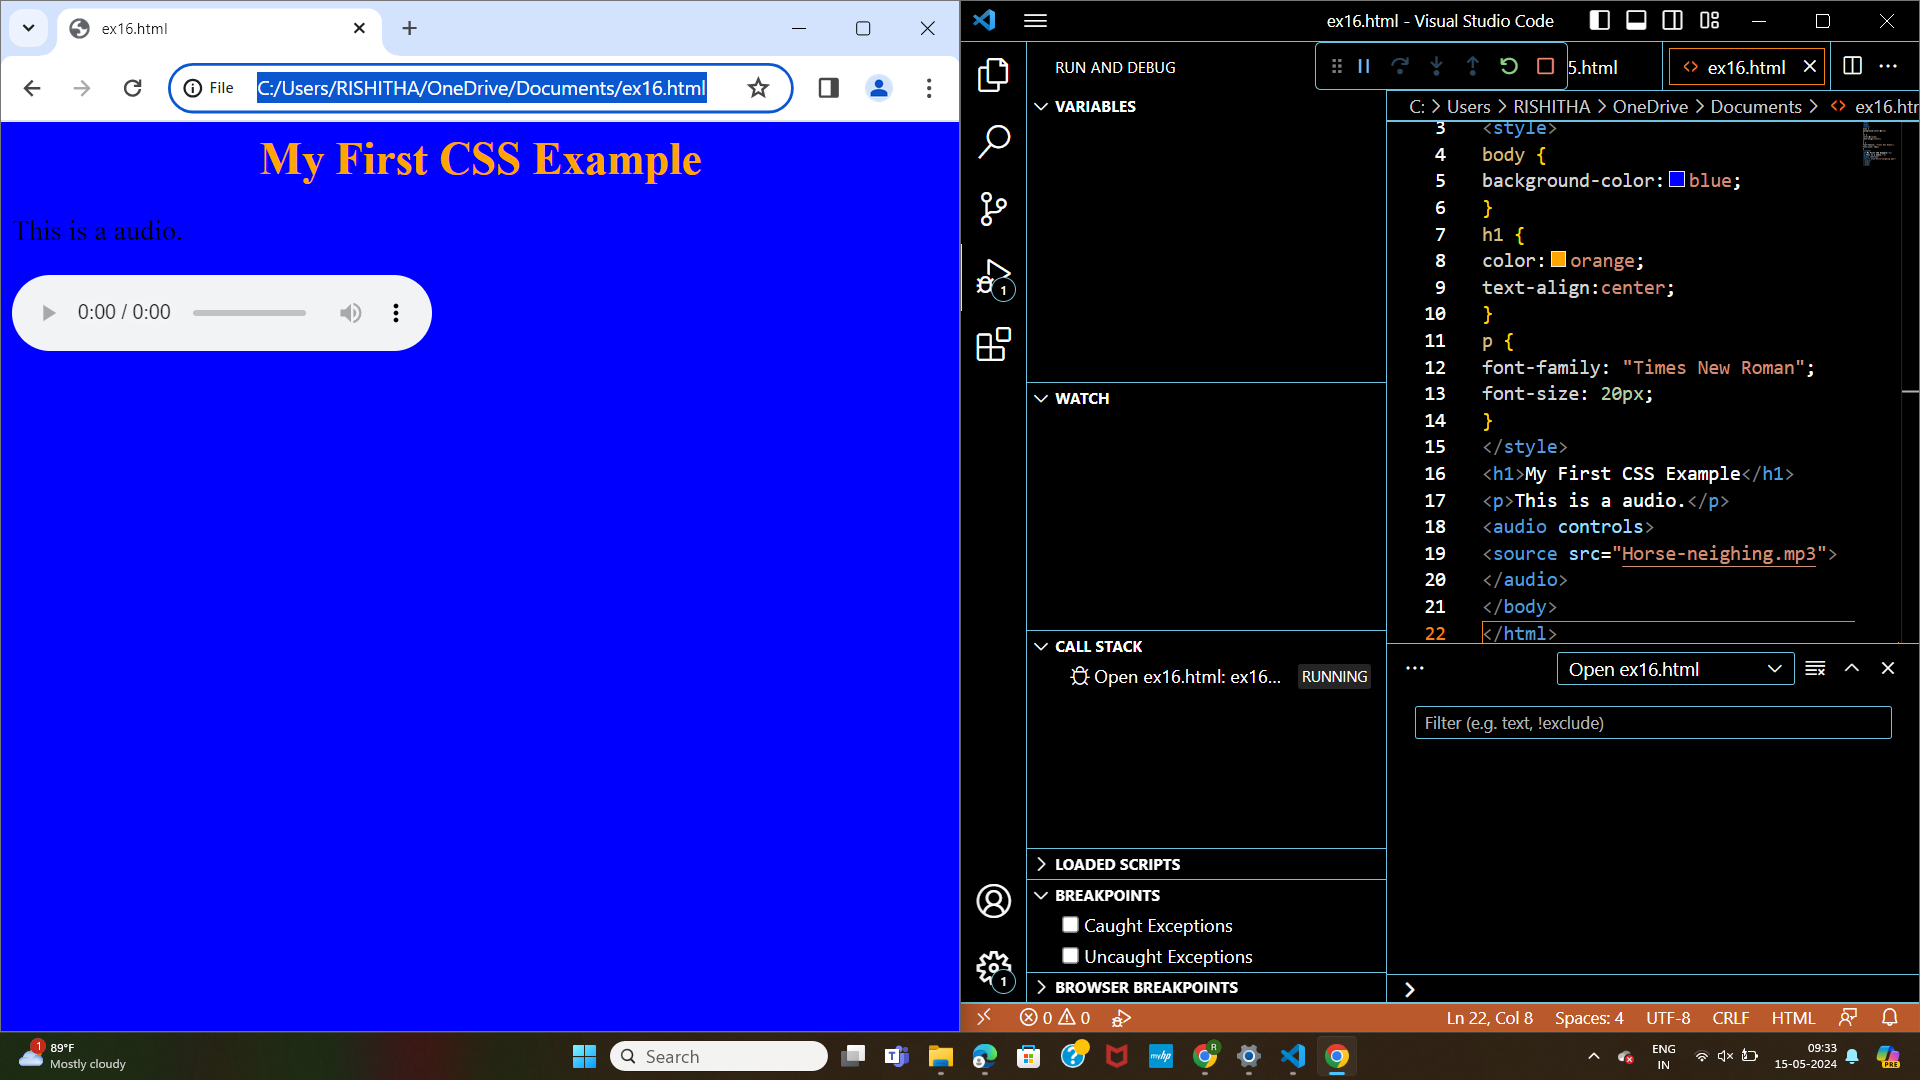 ex16.html
File
C:/Users/RISHITHA/OneDrive/Documents/ex16.html
My First CSS Example
This is a audio.
0:00 / 0:00
ex16.html - Visual Studio Code
RUN AND DEBUG
VARIABLES
WATCH
CALL STACK
Open ex16.html: ex16...
RUNNING
LOADED SCRIPTS
BREAKPOINTS
Caught Exceptions
Uncaught Exceptions
BROWSER BREAKPOINTS
1
1
5.html
ex16.html
C: > Users > RISHITHA > OneDrive > Documents > ex16.htm
3 <style>
4 body {
5 background-color:blue;
6 }
7 h1 {
8 color:orange;
9 text-align:center;
10 }
11 p {
12 font-family: "Times New Roman";
13 font-size: 20px;
14 }
15 </style>
16 <h1>My First CSS Example</h1>
17 <p>This is a audio.</p>
18 <audio controls>
19 <source src="Horse-neighing.mp3">
20 </audio>
21 </body>
22 </html>
Open ex16.html
Filter (e.g. text, !exclude)
0 0
Ln 22, Col 8
Spaces: 4
UTF-8
CRLF
HTML
1
89°F
Mostly cloudy
Search
myhp
R
ENG
IN
09:33
15-05-2024
PRE